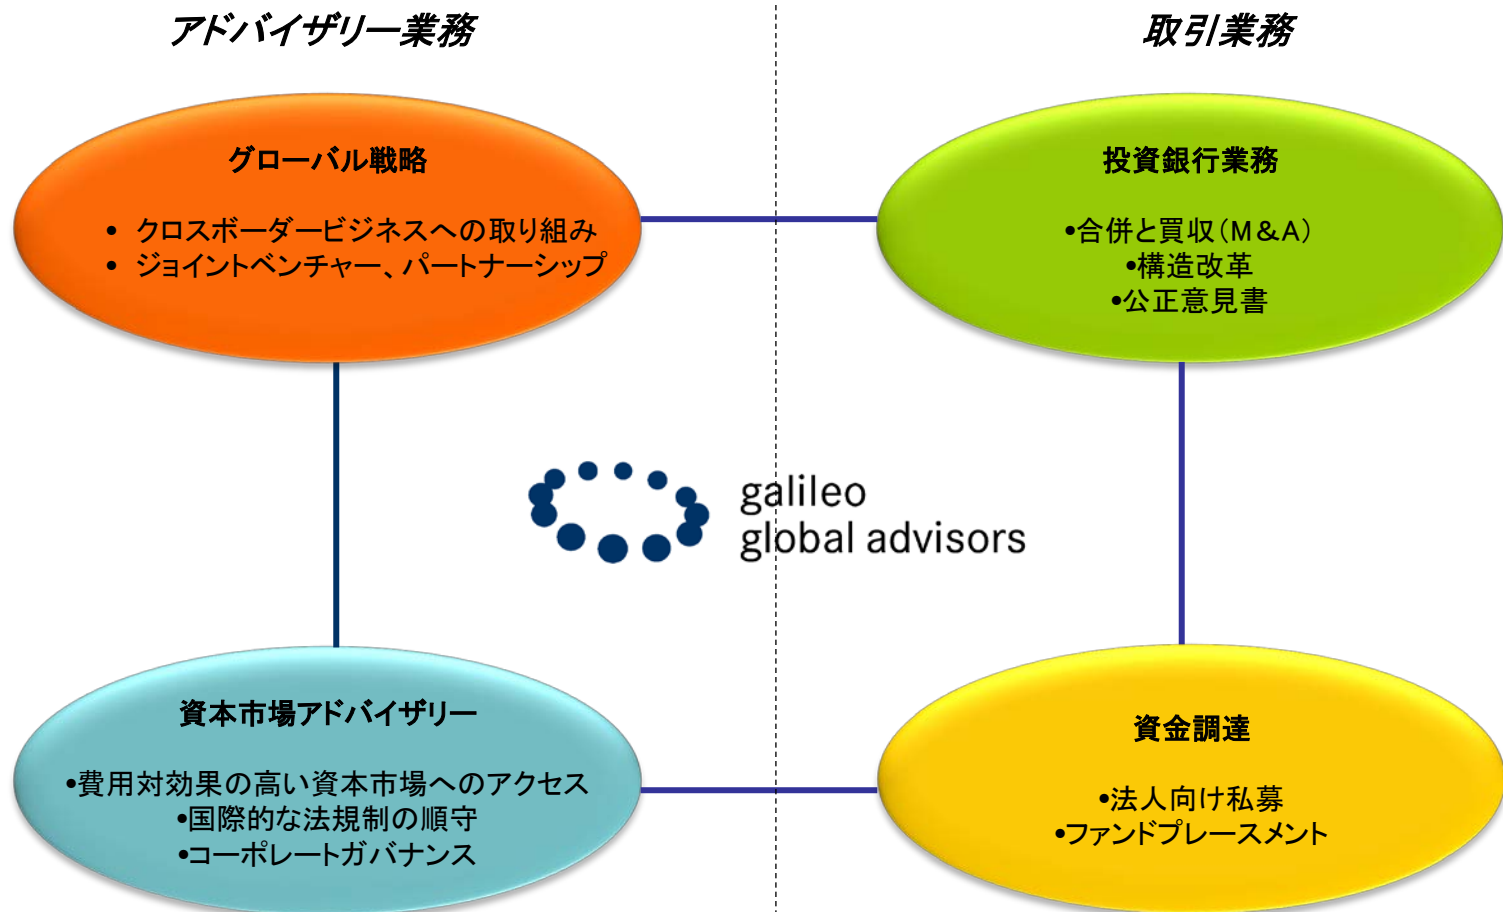 アドバイザリー業務
取引業務
グローバル戦略
• クロスボーダービジネスへの取り組み
• ジョイントベンチャー、パートナーシップ
投資銀行業務
•合併と買収(M&A)
•構造改革
•公正意見書
galileo
global advisors
資本市場アドバイザリー
•費用対効果の高い資本市場へのアクセス
•国際的な法規制の順守
•コーポレートガバナンス
資金調達
•法人向け私募
•ファンドプレースメント